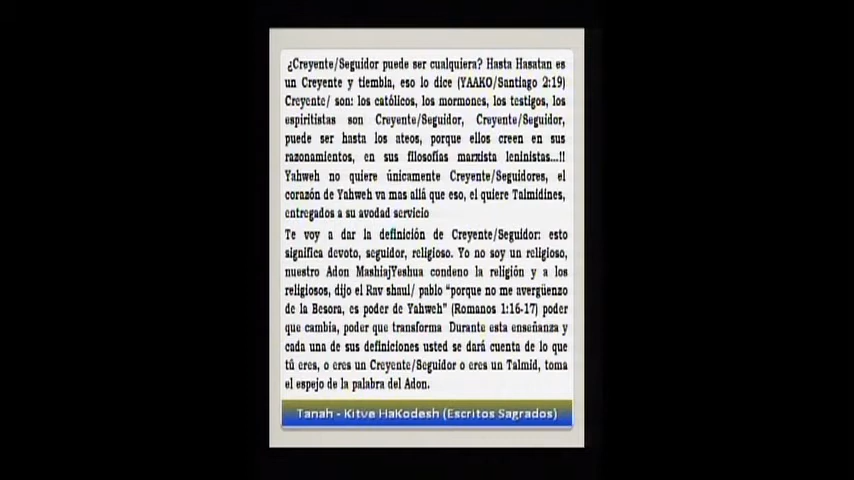 ¿Creyente/Seguidor puede ser cualquiera? Hasta Hasatan es
un Creyente y tiembla, eso lo dice (YAAKO/Santiago 2:19)
Creyente/ son: los católicos, los mormones, los testigos, los
espiritistas son Creyente/Seguidor, Creyente/Seguidor,
puede ser hasta los ateos, porque ellos creen en sus
razonamientos, en sus filosofías marxista leninistas...!!
Yahweh no quiere únicamente Creyente/Seguidores, el
corazón de Yahweh va mas allá que eso, el quiere Talmidines,
entregados a su avodad servicio
Te voy a dar la definición de Creyente/Seguidor: esto
significa devoto, seguidor, religioso. Yo no soy un religioso,
nuestro Adon MashiajYeshua condeno la religión y a los
religiosos, dijo el Rav shaul/ pablo "porque no me avergüenzo
de la Besora, es poder de Yahweh" (Romanos 1:16-17) poder
que cambia, poder que transforma Durante esta enseñanza y
cada una de sus definiciones usted se dará cuenta de lo que
tú eres, o eres un Creyente/Seguidor o eres un Talmid, toma
el espejo de la palabra del Adon.
Tanah - Kitve HaKodesh (Escritos Sagrados)